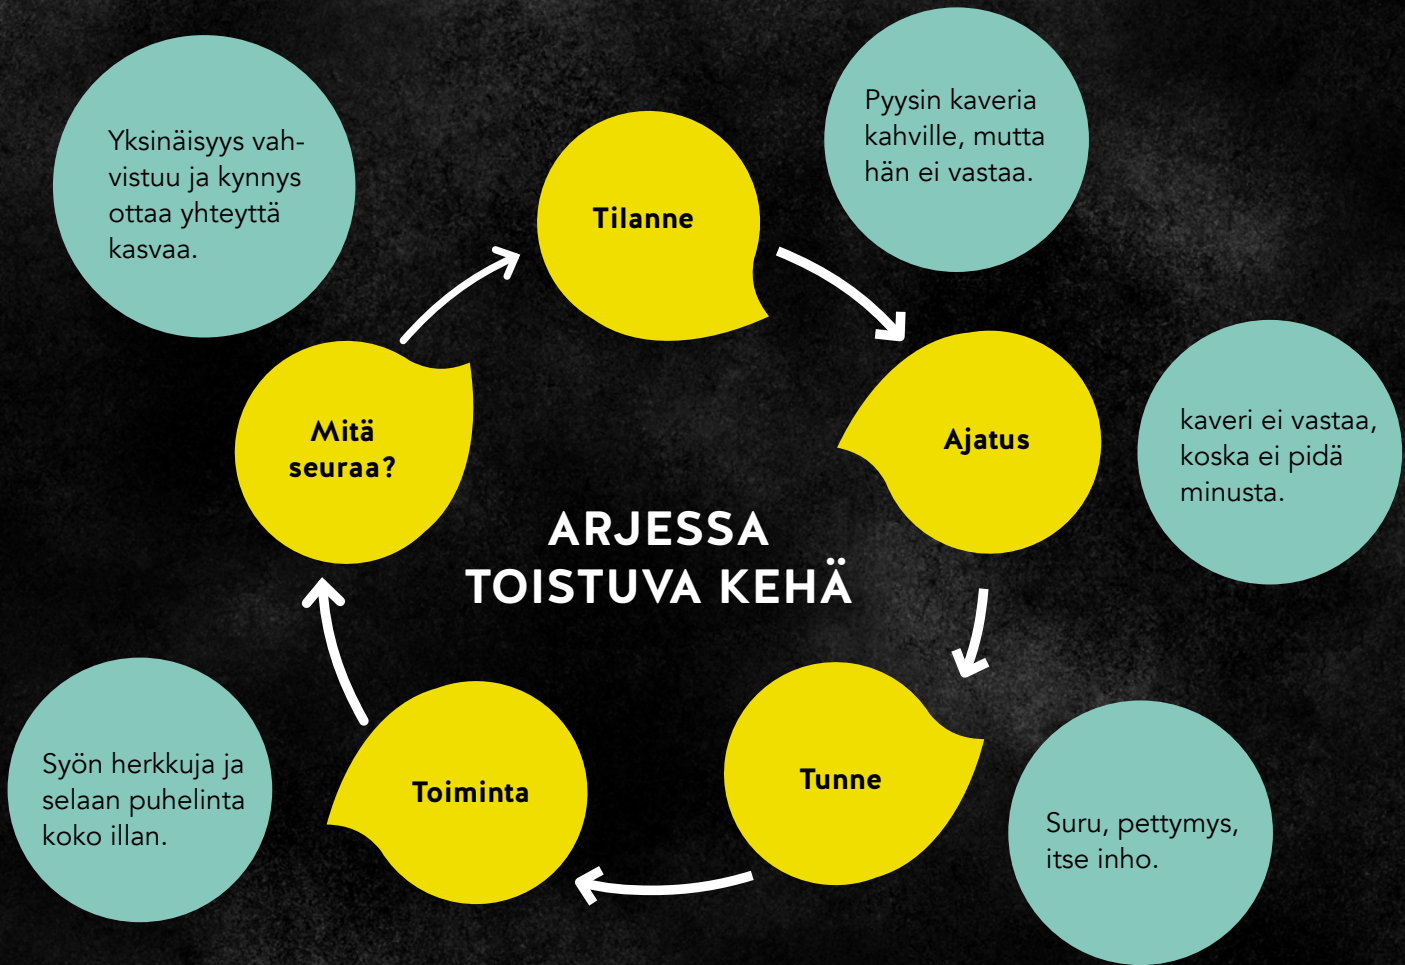 Tilanne
Pyysin kaveria
kahville, mutta
hän ei vastaa.
Ajatus
kaveri ei vastaa,
koska ei pidä
minusta.
Tunne
Suru, pettymys,
itse inho.
Toiminta
Syön herkkuja ja
selaan puhelinta
koko illan.
Mitä
seuraa?
Yksinäisyys vah-
vistuu ja kynnys
ottaa yhteyttä
kasvaa.
ARJESSA
TOISTUVA KEHÄ